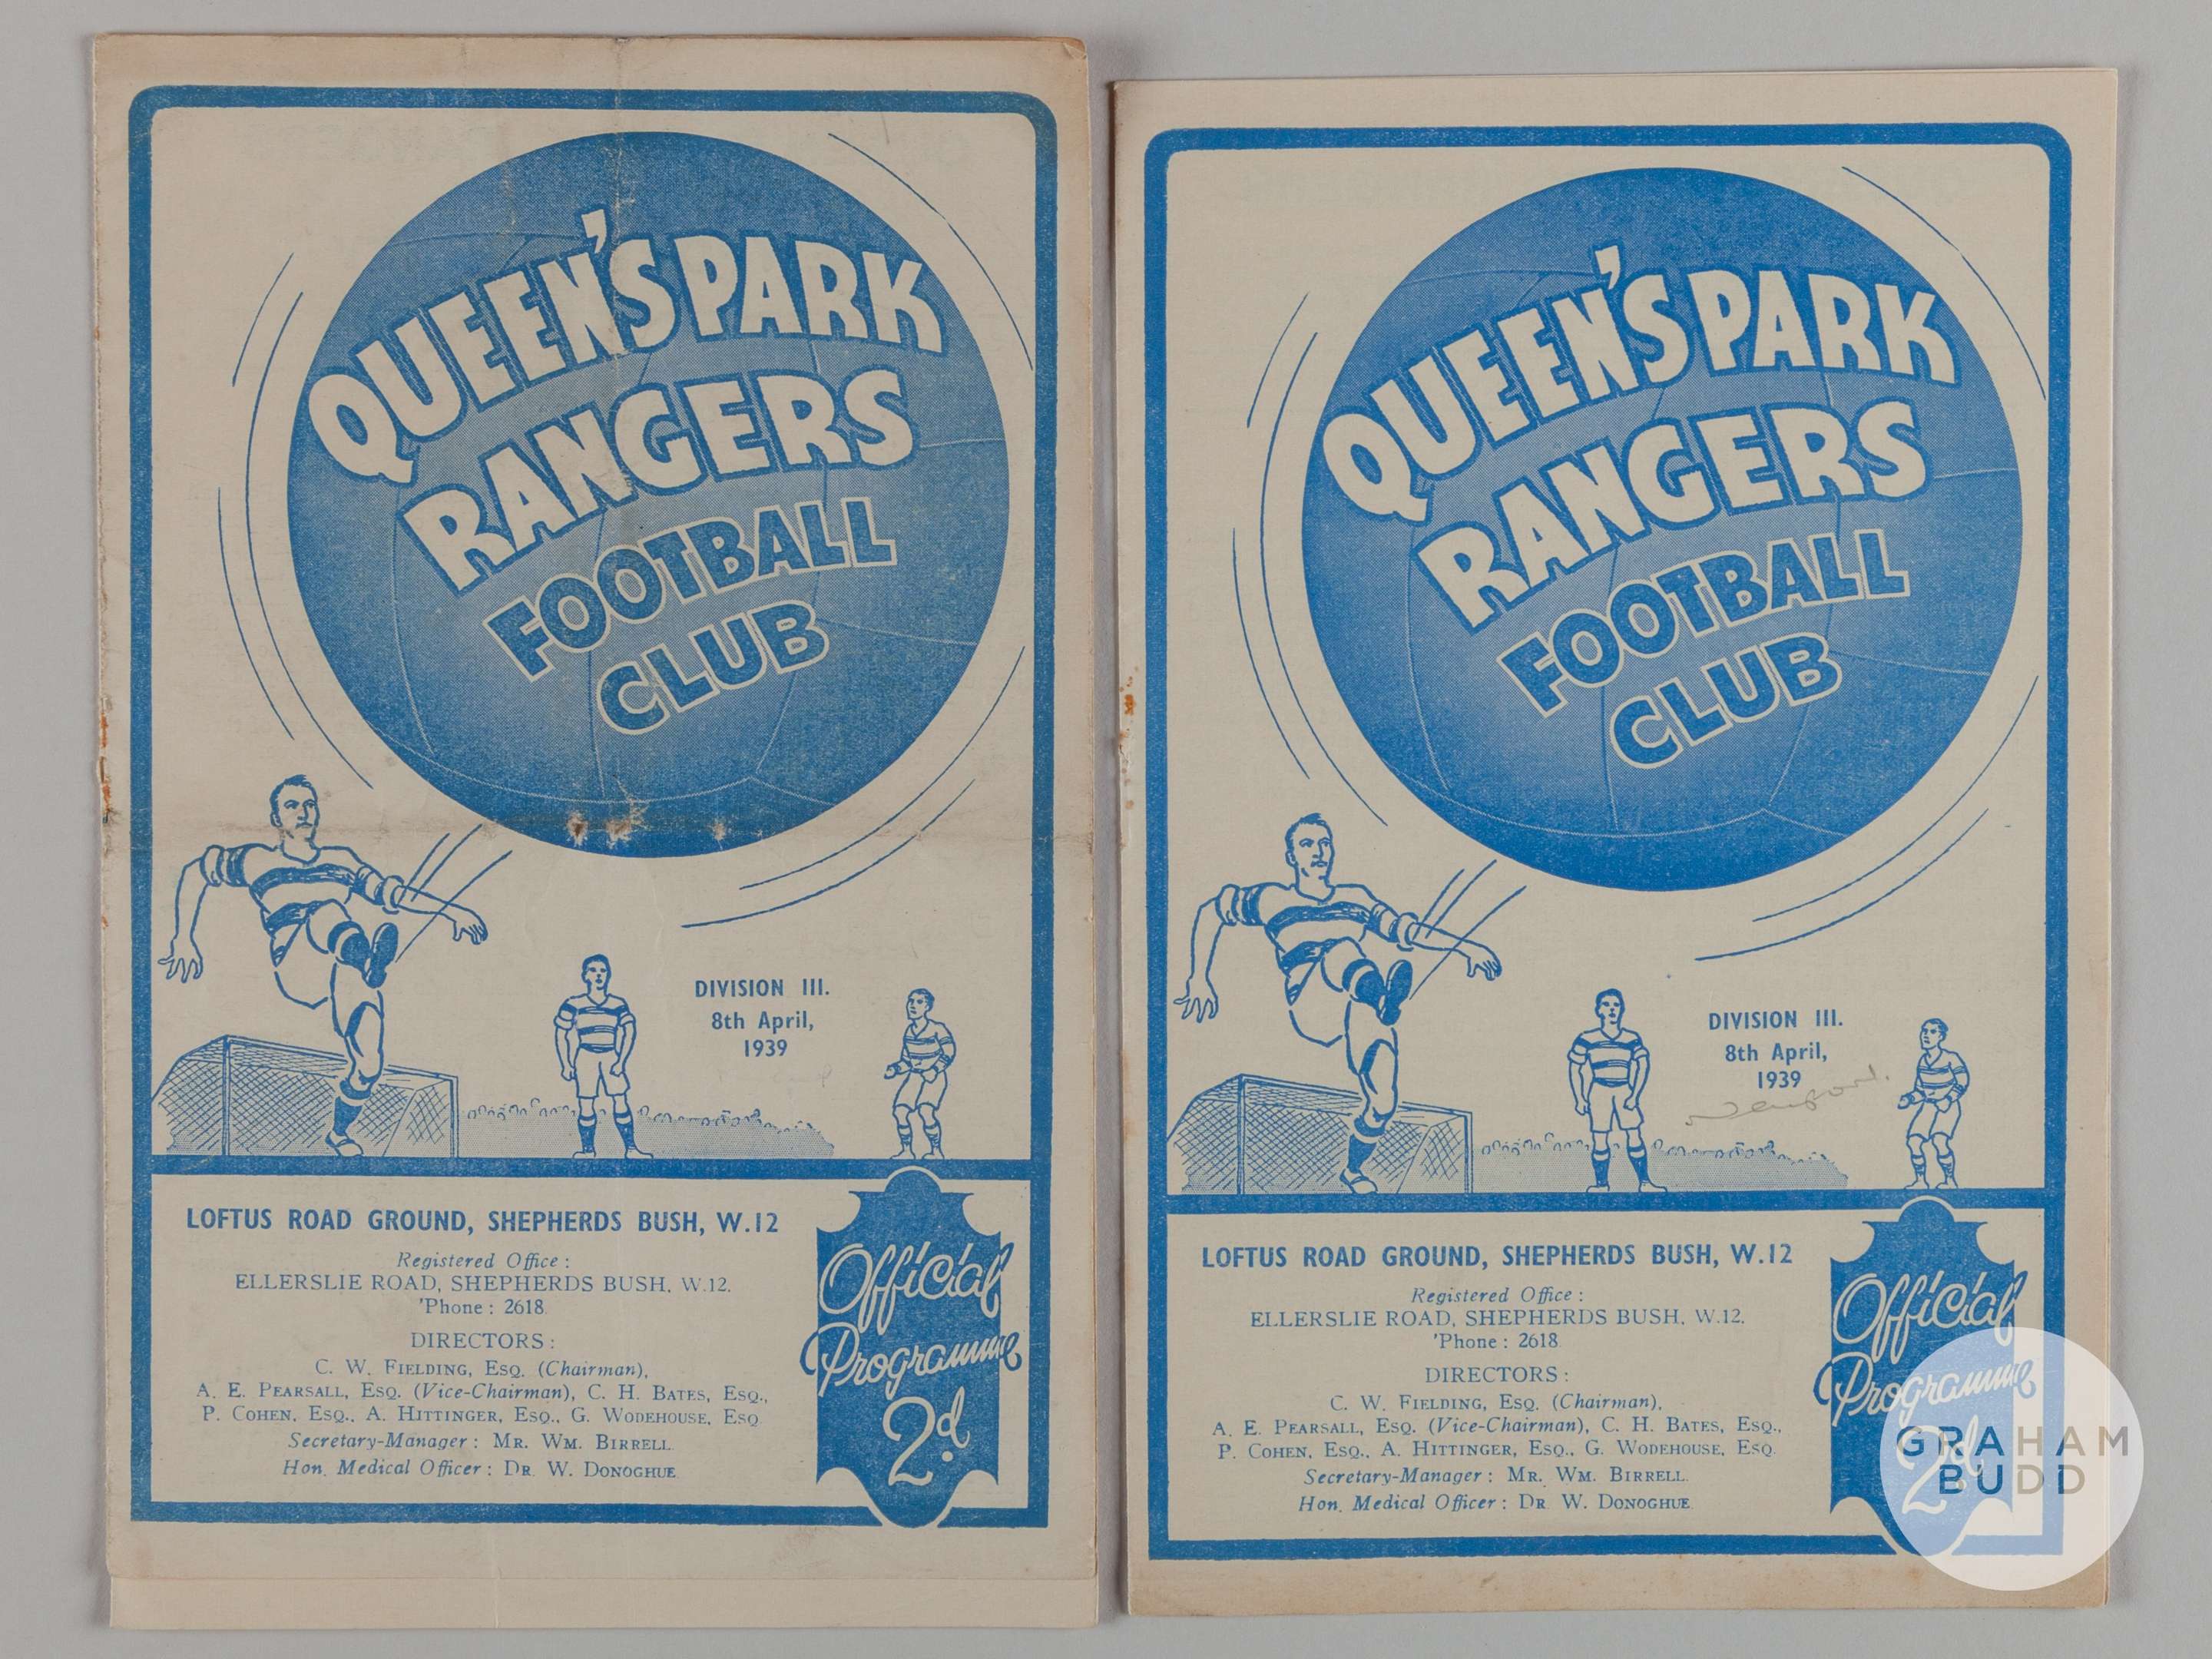 QUEEN'S PARK
RANGERS
FOOTBALL
CLUB
DIVISION III.
8th April,
1939
LOFTUS ROAD GROUND, SHEPHERDS BUSH, W.12
Registered Office :
ELLERSLIE ROAD, SHEPHERDS BUSH, W.12.
'Phone : 2618
DIRECTORS :
C. W. FIELDING, ESQ. (Chairman),
A. E. PEARSALL, ESQ. (Vice-Chairman), C. H. BATES, ESQ.,
P. COHEN, ESQ., A. HITTINGER, ESQ., G. WODEHOUSE, ESQ
Secretary-Manager : MR. WM. BIRRELL
Hon. Medical Officer : DR W. DONOGHUE
Official
Programme
2d.
QUEEN'S PARK
RANGERS
FOOTBALL
CLUB
DIVISION III.
8th April,
1939
Newport.
LOFTUS ROAD GROUND, SHEPHERDS BUSH, W.12
Registered Office :
ELLERSLIE ROAD, SHEPHERDS BUSH, W.12.
'Phone : 2618
DIRECTORS :
C. W. FIELDING, ESQ. (Chairman),
A. E. PEARSALL, ESQ. (Vice-Chairman), C. H. BATES, ESQ.,
P. COHEN, ESQ., A. HITTINGER, ESQ., G. WODEHOUSE, ESQ
Secretary-Manager : MR. WM. BIRRELL
Hon. Medical Officer : DR W. DONOGHUE
Official
Programme
2d
GRAHAM
BUDD